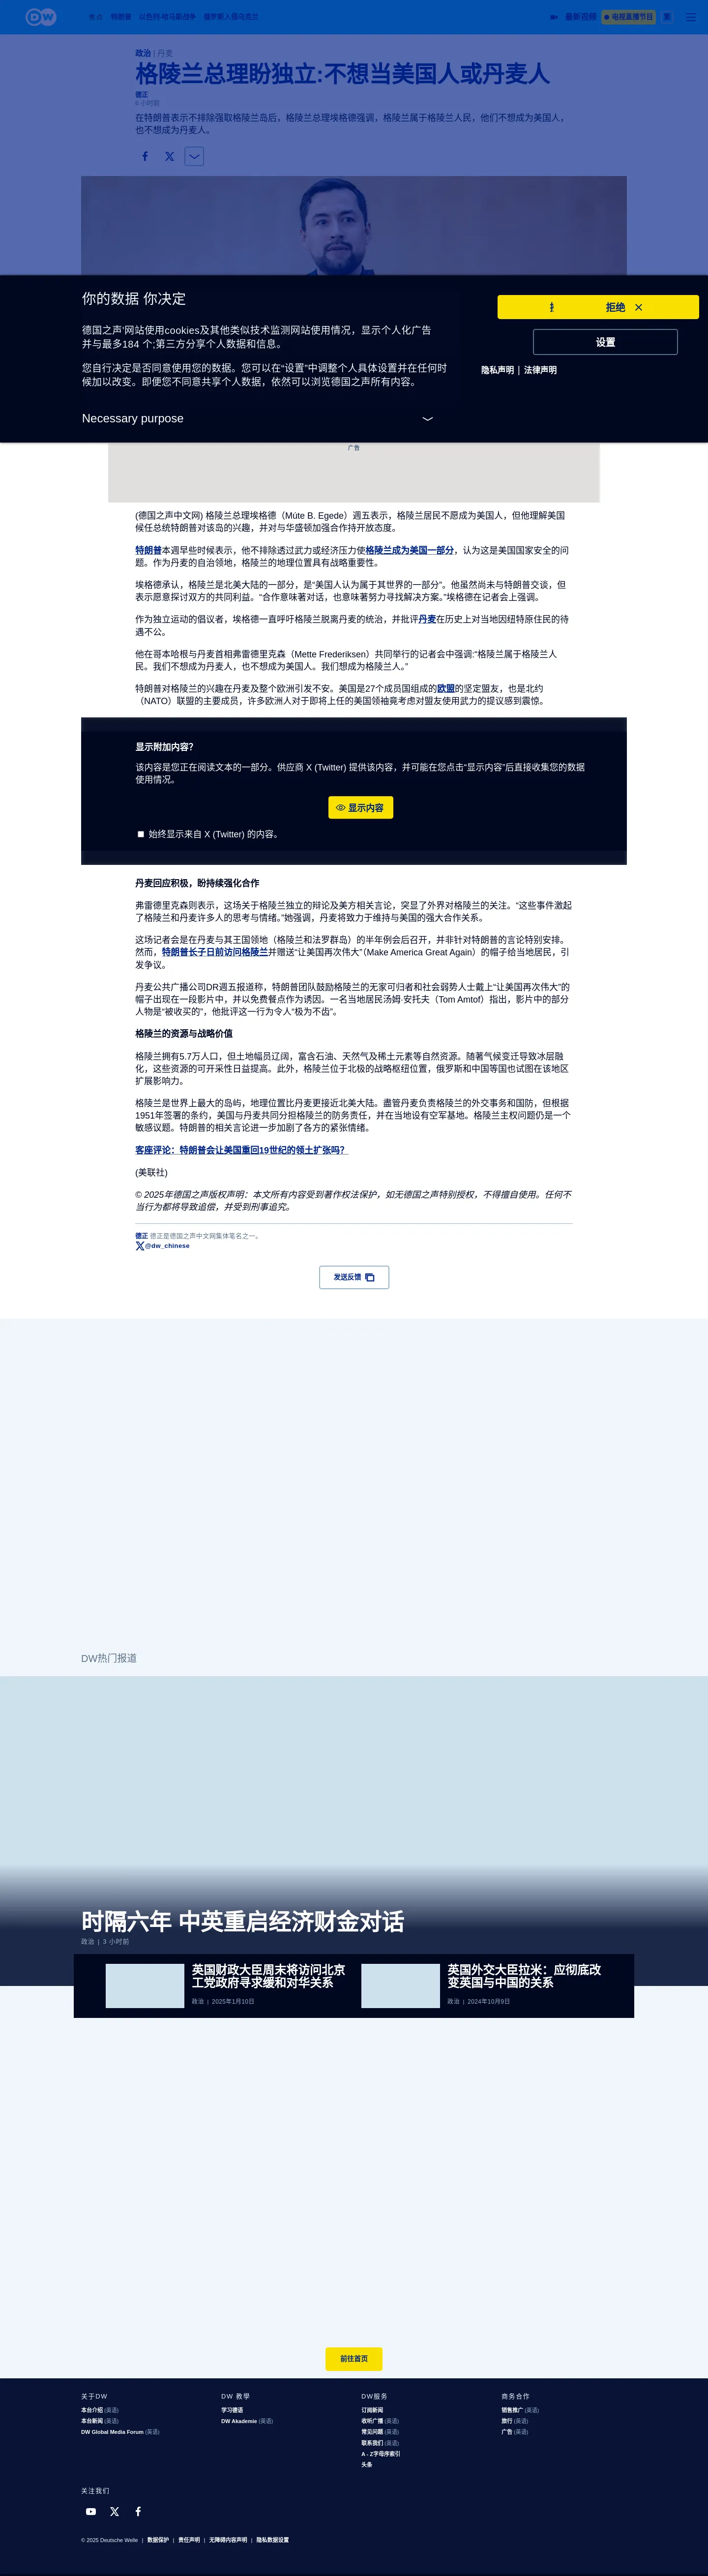 DW
焦点 特朗普 以色列-哈马斯战争 俄罗斯入侵乌克兰
最新视频 电视直播节目 繁
政治 | 丹麦
格陵兰总理盼独立:不想当美国人或丹麦人
德正
6 小时前
在特朗普表示不排除强取格陵兰岛后，格陵兰总理埃格德强调，格陵兰属于格陵兰人民，他们不想成为美国人，
也不想成为丹麦人。
你的数据 你决定
拒绝
德国之声'网站使用cookies及其他类似技术监测网站使用情况，显示个人化广告
并与最多184 个;第三方分享个人数据和信息。
设置
您自行决定是否同意使用您的数据。您可以在“设置”中调整个人具体设置并在任何时
候加以改变。即便您不同意共享个人数据，依然可以浏览德国之声所有内容。
隐私声明 | 法律声明
Necessary purpose
广告
(德国之声中文网) 格陵兰总理埃格德（Múte B. Egede）週五表示，格陵兰居民不愿成为美国人，但他理解美国
候任总统特朗普对该岛的兴趣，并对与华盛顿加强合作持开放态度。
特朗普本週早些时候表示，他不排除透过武力或经济压力使格陵兰成为美国一部分，认为这是美国国家安全的问
题。作为丹麦的自治领地，格陵兰的地理位置具有战略重要性。
埃格德承认，格陵兰是北美大陆的一部分，是“美国人认为属于其世界的一部分”。他虽然尚未与特朗普交谈，但
表示愿意探讨双方的共同利益。“合作意味著对话，也意味著努力寻找解决方案。”埃格德在记者会上强调。
作为独立运动的倡议者，埃格德一直呼吁格陵兰脱离丹麦的统治，并批评丹麦在历史上对当地因纽特原住民的待
遇不公。
他在哥本哈根与丹麦首相弗雷德里克森（Mette Frederiksen）共同举行的记者会中强调:“格陵兰属于格陵兰人
民。我们不想成为丹麦人，也不想成为美国人。我们想成为格陵兰人。”
特朗普对格陵兰的兴趣在丹麦及整个欧洲引发不安。美国是27个成员国组成的欧盟的坚定盟友，也是北约
（NATO）联盟的主要成员，许多欧洲人对于即将上任的美国领袖竟考虑对盟友使用武力的提议感到震惊。
显示附加内容？
该内容是您正在阅读文本的一部分。供应商 X (Twitter) 提供该内容，并可能在您点击“显示内容”后直接收集您的数据
使用情况。
显示内容
始终显示来自 X (Twitter) 的内容。
丹麦回应积极，盼持续强化合作
弗雷德里克森则表示，这场关于格陵兰独立的辩论及美方相关言论，突显了外界对格陵兰的关注。“这些事件激起
了格陵兰和丹麦许多人的思考与情绪。”她强调，丹麦将致力于维持与美国的强大合作关系。
这场记者会是在丹麦与其王国领地（格陵兰和法罗群岛）的半年例会后召开，并非针对特朗普的言论特别安排。
然而，特朗普长子日前访问格陵兰并赠送“让美国再次伟大”（Make America Great Again）的帽子给当地居民，引
发争议。
丹麦公共广播公司DR週五报道称，特朗普团队鼓励格陵兰的无家可归者和社会弱势人士戴上“让美国再次伟大”的
帽子出现在一段影片中，并以免费餐点作为诱因。一名当地居民汤姆·安托夫（Tom Amtof）指出，影片中的部分
人物是“被收买的”，他批评这一行为令人“极为不齿”。
格陵兰的资源与战略价值
格陵兰拥有5.7万人口，但土地幅员辽阔，富含石油、天然气及稀土元素等自然资源。随著气候变迁导致冰层融
化，这些资源的可开采性日益提高。此外，格陵兰位于北极的战略枢纽位置，俄罗斯和中国等国也试图在该地区
扩展影响力。
格陵兰是世界上最大的岛屿，地理位置比丹麦更接近北美大陆。盡管丹麦负责格陵兰的外交事务和国防，但根据
1951年签署的条约，美国与丹麦共同分担格陵兰的防务责任，并在当地设有空军基地。格陵兰主权问题仍是一个
敏感议题。特朗普的相关言论进一步加剧了各方的紧张情绪。
客座评论：特朗普会让美国重回19世纪的领土扩张吗？
(美联社)
© 2025年德国之声版权声明：本文所有内容受到著作权法保护，如无德国之声特别授权，不得擅自使用。任何不
当行为都将导致追偿，并受到刑事追究。
德正 德正是德国之声中文网集体笔名之一。
@dw_chinese
发送反馈
DW热门报道
时隔六年 中英重启经济财金对话
政治 | 3 小时前
英国财政大臣周末将访问北京
工党政府寻求缓和对华关系
政治 | 2025年1月10日
英国外交大臣拉米：应彻底改
变英国与中国的关系
政治 | 2024年10月9日
前往首页
关于DW
本台介绍 (英语)
本台新闻 (英语)
DW Global Media Forum (英语)
DW 教學
学习德语
DW Akademie (英语)
DW服务
订阅新闻
收听广播 (英语)
常见问题 (英语)
联系我们 (英语)
A - Z字母序索引
头条
商务合作
销售推广 (英语)
旅行 (英语)
广告 (英语)
关注我们
© 2025 Deutsche Welle | 数据保护 | 责任声明 | 无障碍内容声明 | 隐私数据设置